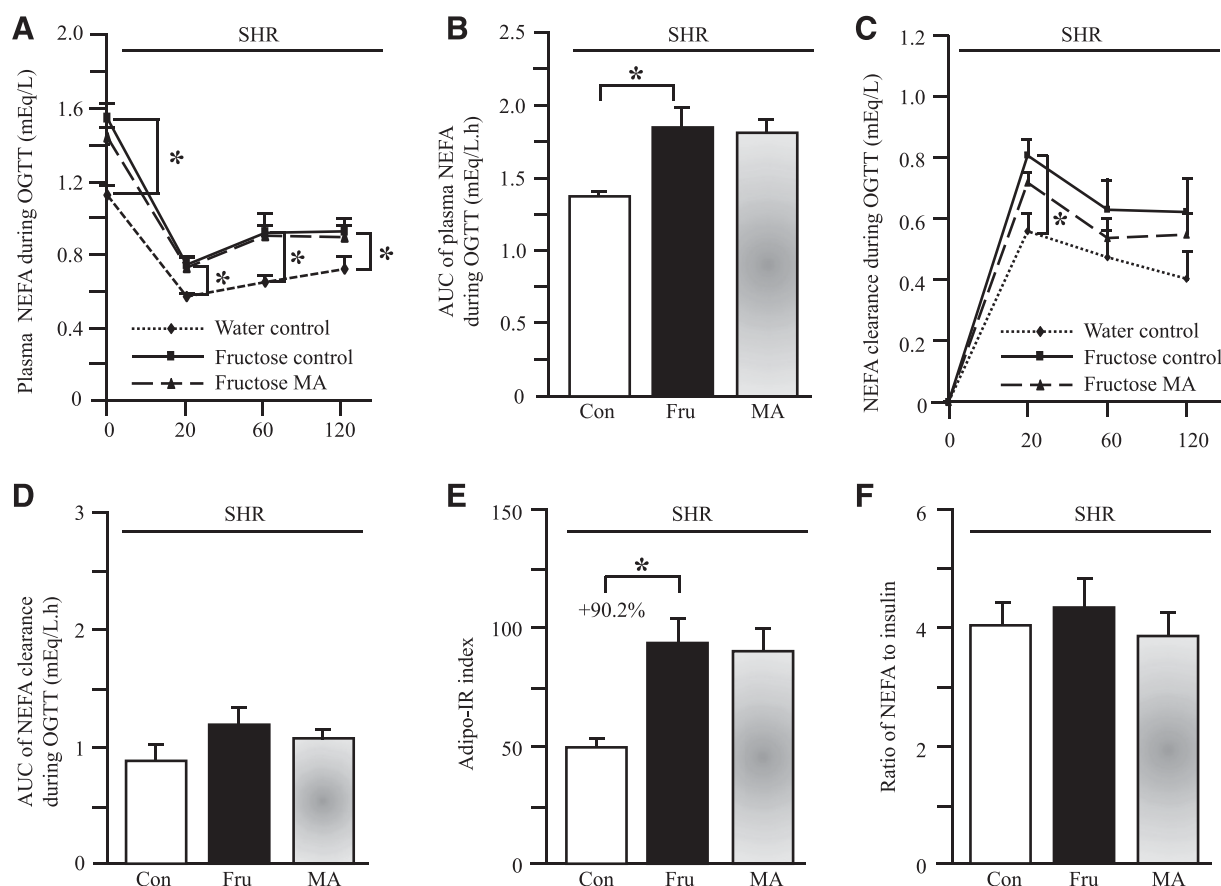 A
SHR
Plasma NEFA during OGTT (mEq/L)
2.0
1.6
1.2
0.8
0.4
0
*
*
*
*
Water control
Fructose control
Fructose MA
0 20 60 120
B
SHR
AUC of plasma NEFA
during OGTT (mEq/L.h)
2.5
2.0
1.5
1.0
0.5
0
*
Con Fru MA
C
SHR
NEFA clearance during OGTT (mEq/L)
1.2
1.0
0.8
0.6
0.4
0.2
0
*
Water control
Fructose control
Fructose MA
0 20 60 120
D
SHR
AUC of NEFA clearance
during OGTT (mEq/L.h)
3
2
1
0
Con Fru MA
E
SHR
Adipo-IR index
150
100
50
0
*
+90.2%
Con Fru MA
F
SHR
Ratio of NEFA to insulin
6
4
2
0
Con Fru MA